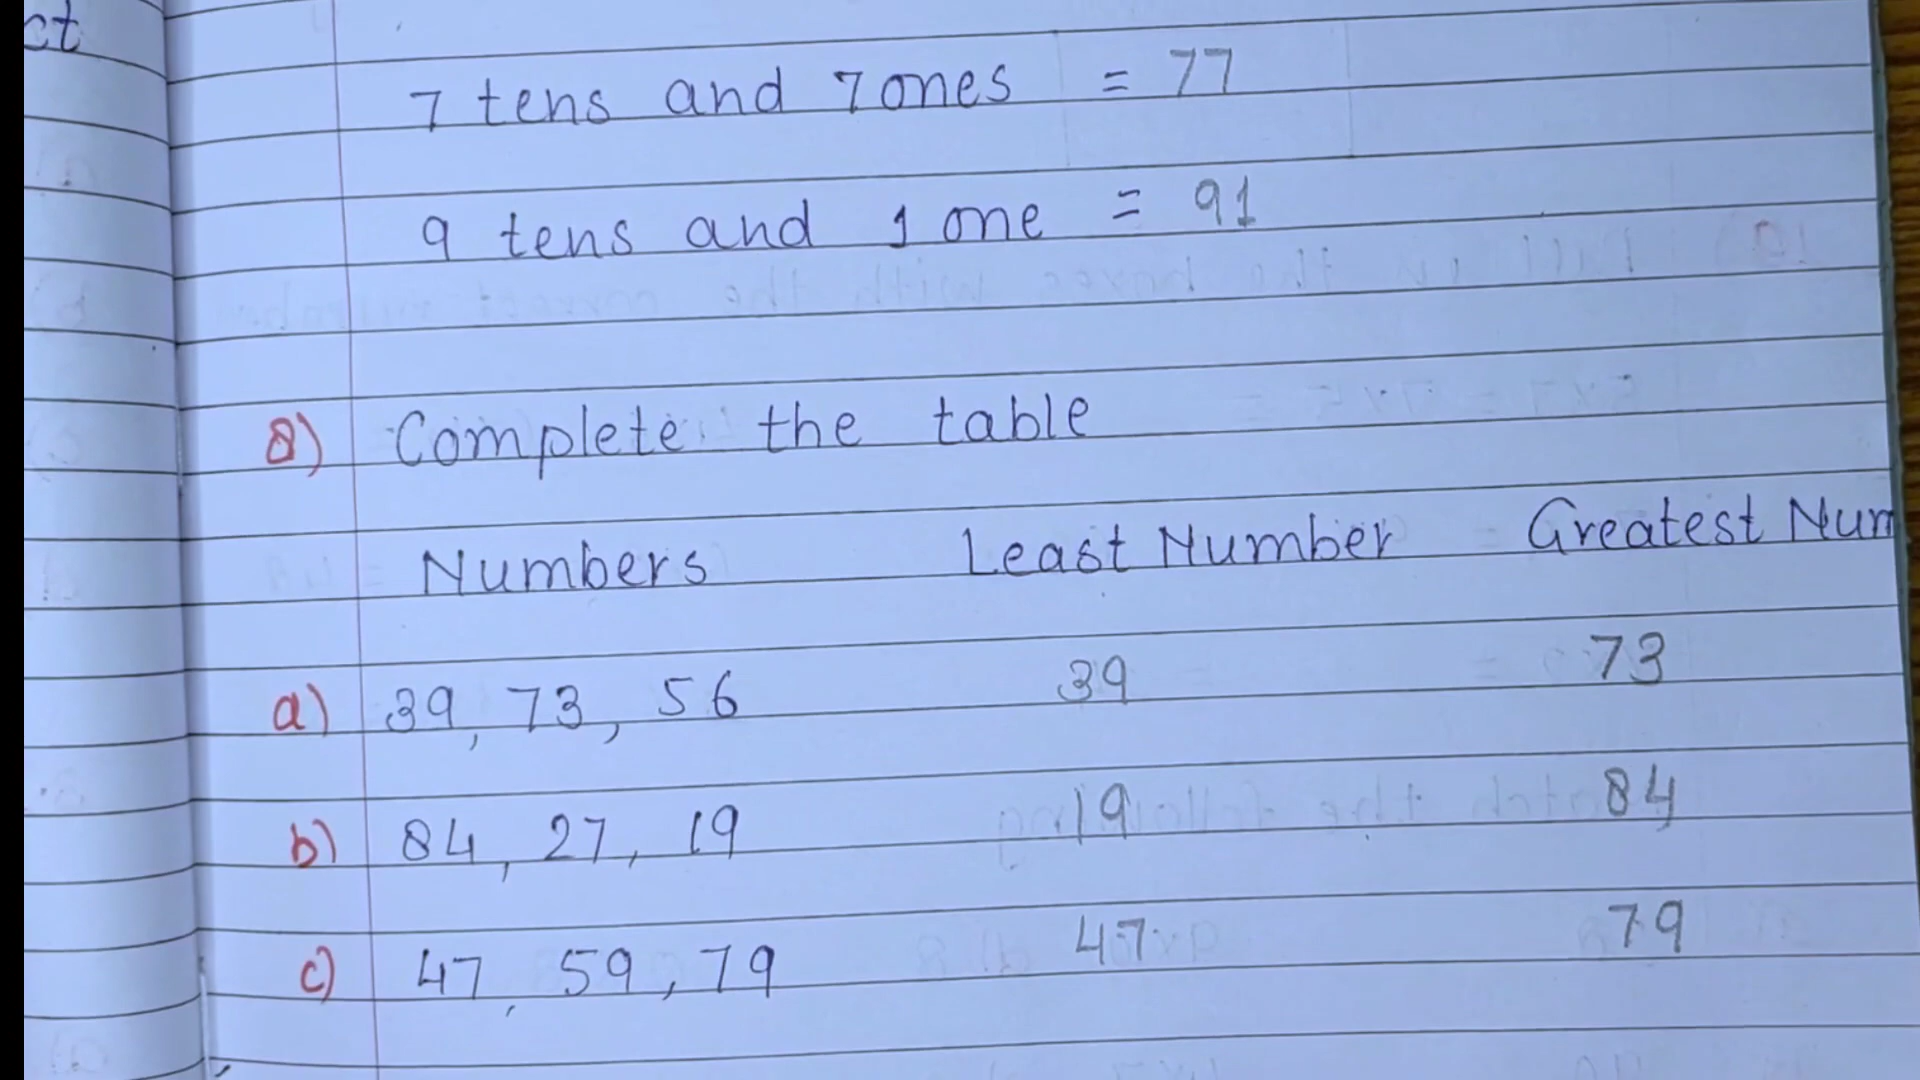 ct
7 tens and 7 ones = 77
9 tens and 1 one = 91
8) Complete the table
Numbers Least Number Greatest Num
a) 39, 73, 56 39 73
b) 84, 27, 19 19 84
c) 47, 59, 79 47 79